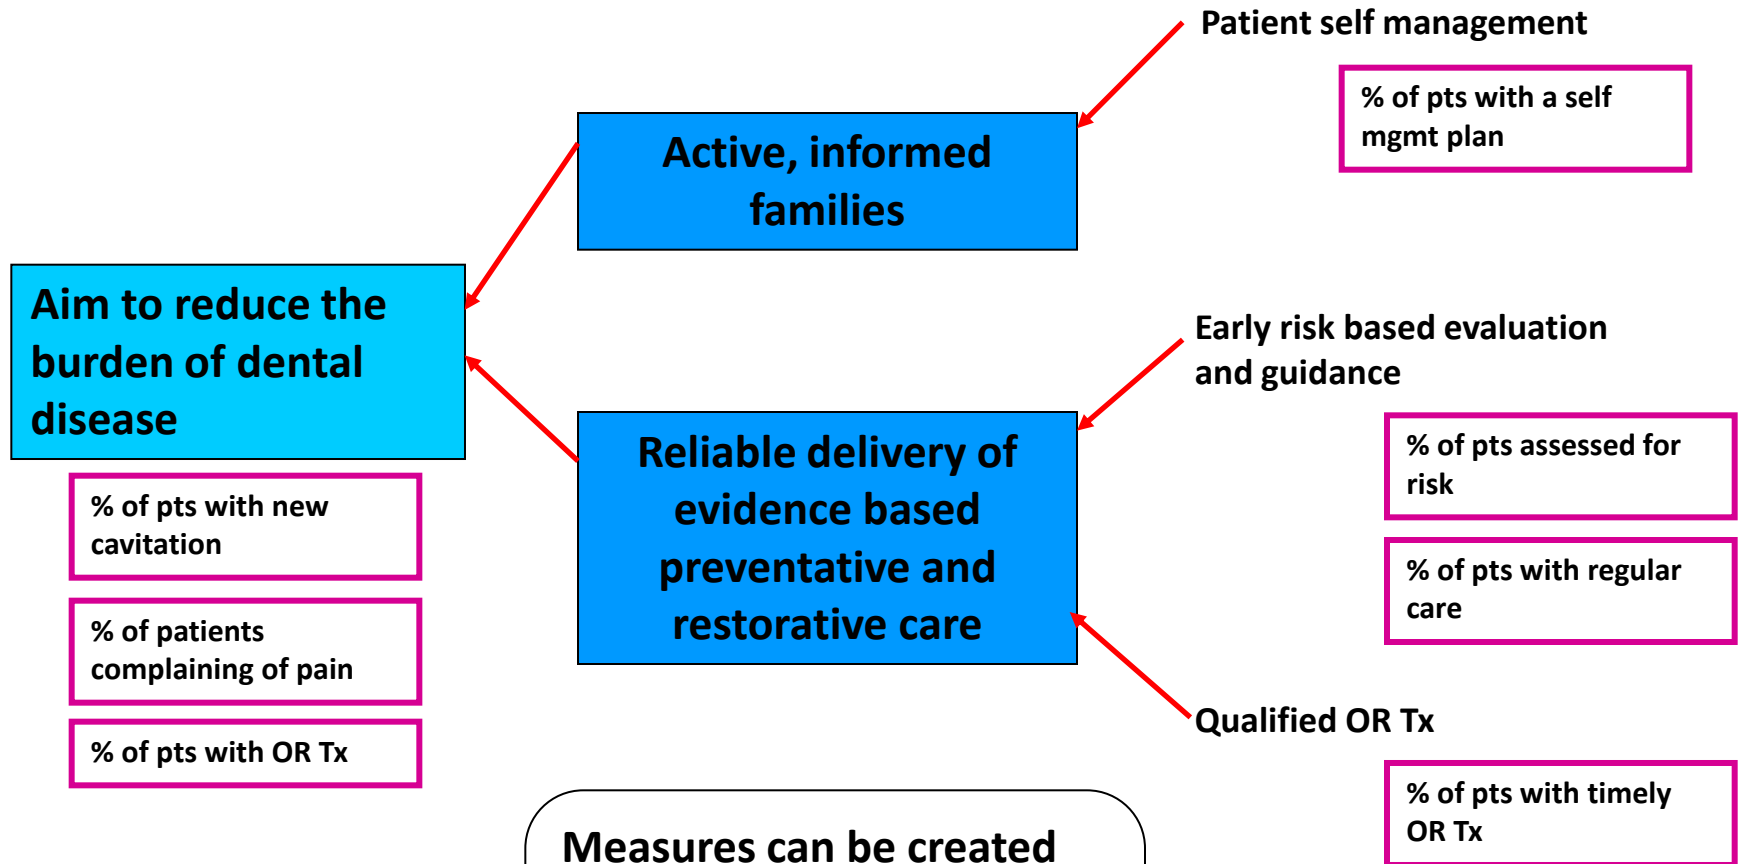 Patient self management
% of pts with a self
mgmt plan
Active, informed
families
Aim to reduce the
burden of dental
disease
% of pts with new
cavitation
% of patients
complaining of pain
% of pts with OR Tx
Early risk based evaluation
and guidance
% of pts assessed for
risk
% of pts with regular
care
Reliable delivery of
evidence based
preventative and
restorative care
Qualified OR Tx
% of pts with timely
OR Tx
Measures can be created